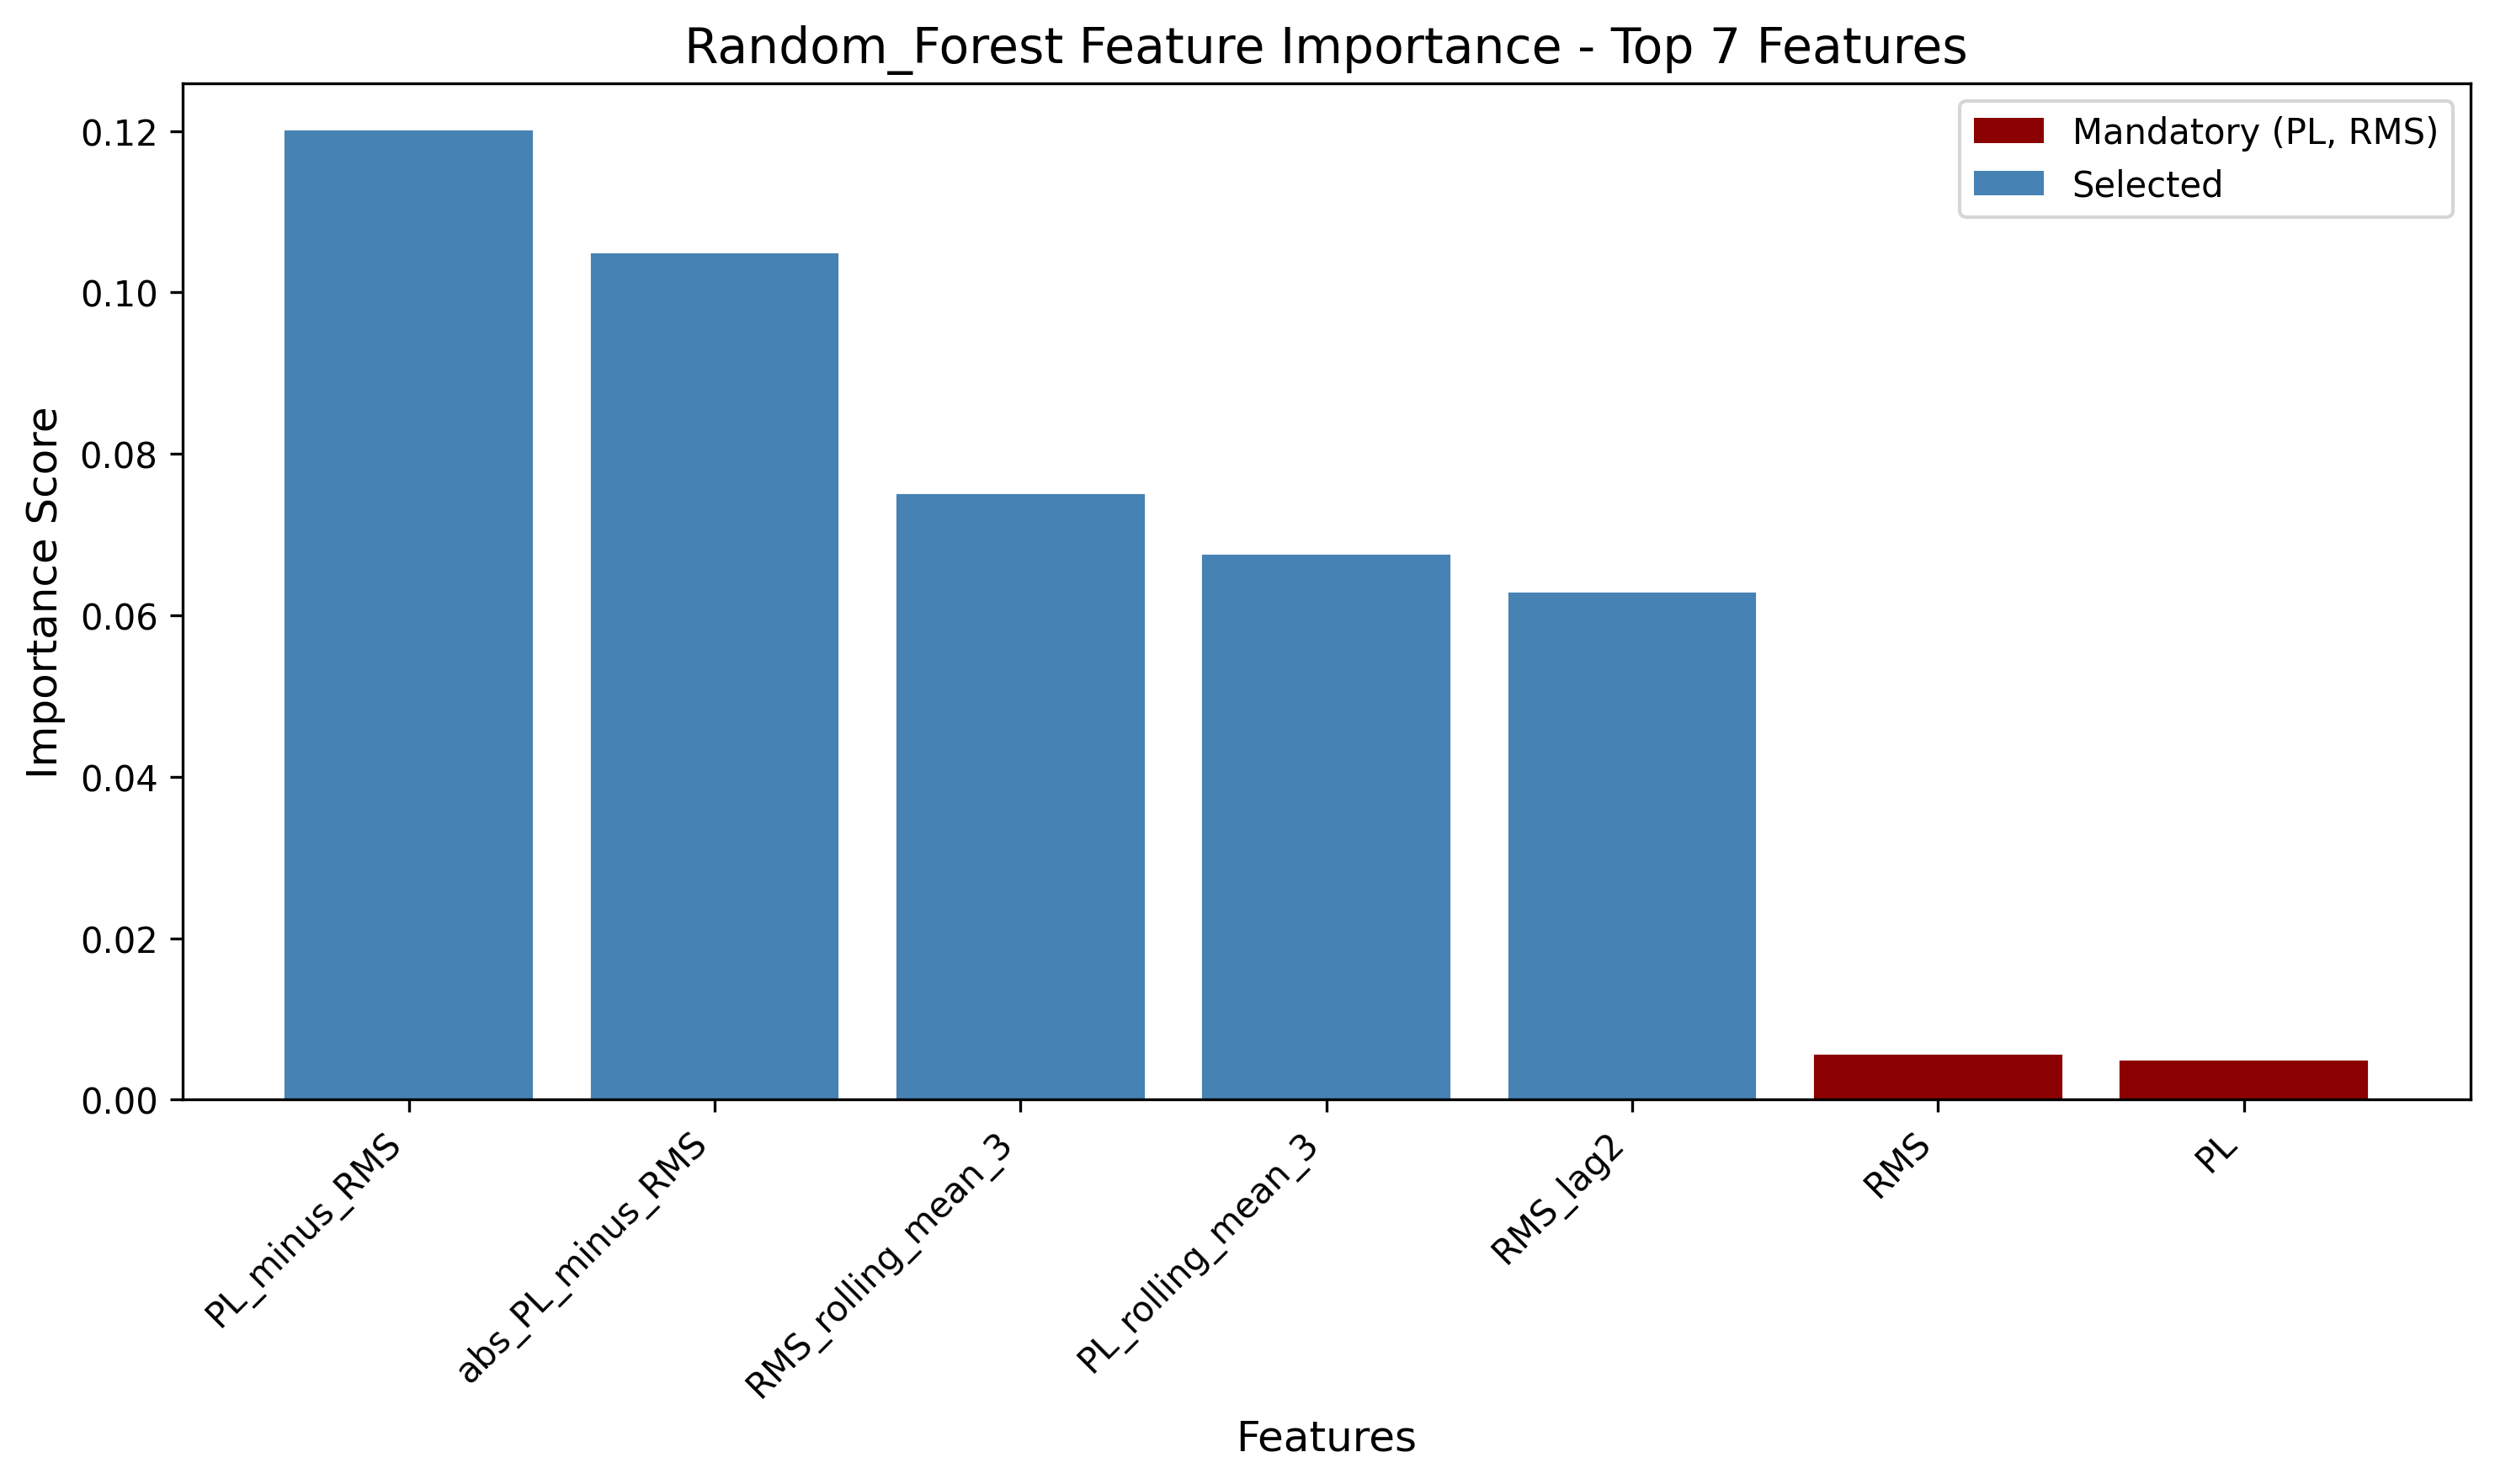 Random_Forest Feature Importance - Top 7 Features
Mandatory (PL, RMS)
Selected
Importance Score
0.12
0.10
0.08
0.06
0.04
0.02
0.00
PL_minus_RMS
abs_PL_minus_RMS
RMS_rolling_mean_3
PL_rolling_mean_3
RMS_lag2
RMS
PL
Features